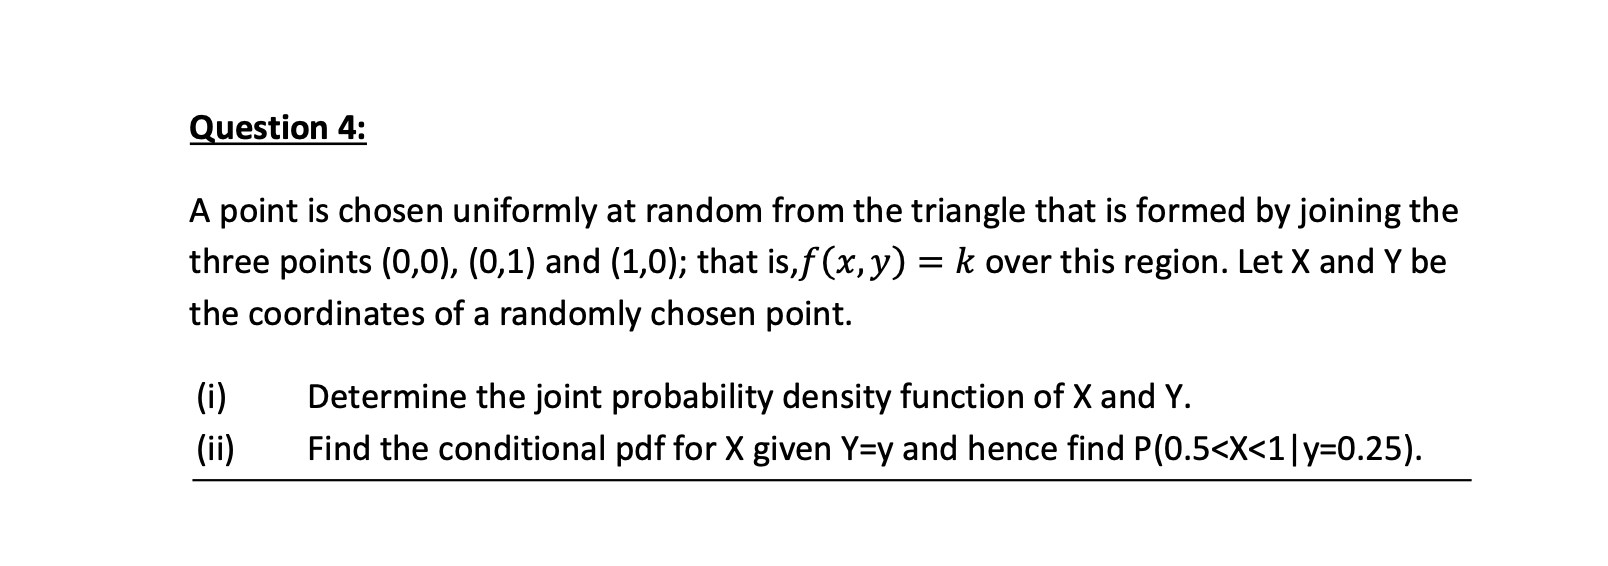 Question 4:
A point is chosen uniformly at random from the triangle that is formed by joining the
three points (0,0), (0,1) and (1,0); that is,f(x,y) = k over this region. Let X and Y be
the coordinates of a randomly chosen point.
(i) Determine the joint probability density function of X and Y.
(ii) Find the conditional pdf for X given Y=y and hence find P(0.5<X<1|y=0.25).